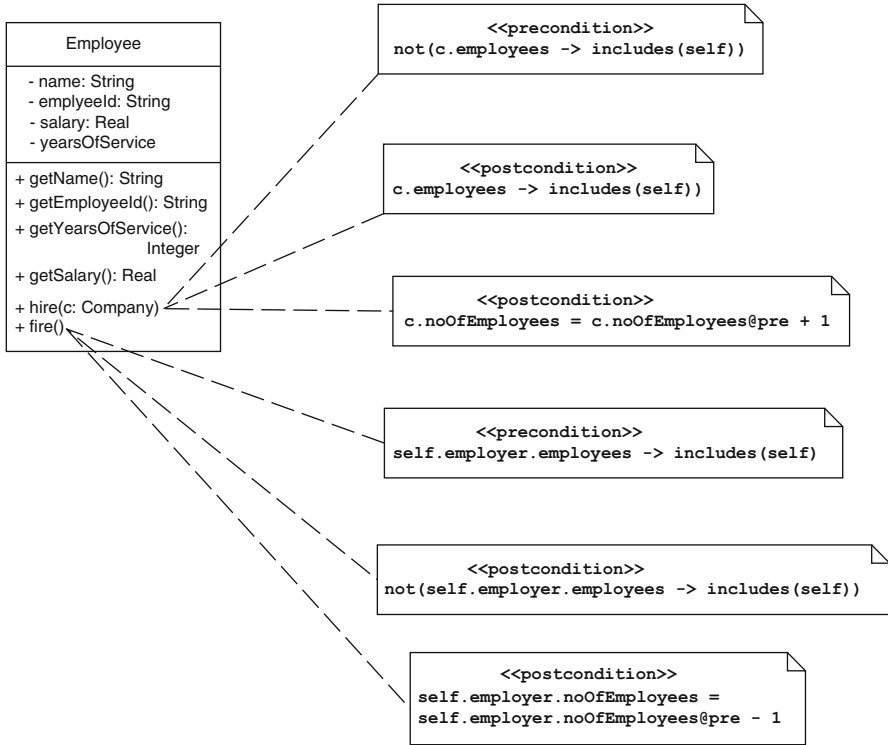 Employee
- name: String
- emplyeeId: String
- salary: Real
- yearsOfService
+ getName(): String
+ getEmployeeId(): String
+ getYearsOfService():
Integer
+ getSalary(): Real
+ hire(c: Company)
+ fire()
<<precondition>>
not(c.employees -> includes(self))
<<postcondition>>
c.employees -> includes(self))
<<postcondition>>
c.noOfEmployees = c.noOfEmployees@pre + 1
<<precondition>>
self.employer.employees -> includes(self)
<<postcondition>>
not(self.employer.employees -> includes(self))
<<postcondition>>
self.employer.noOfEmployees =
self.employer.noOfEmployees@pre - 1